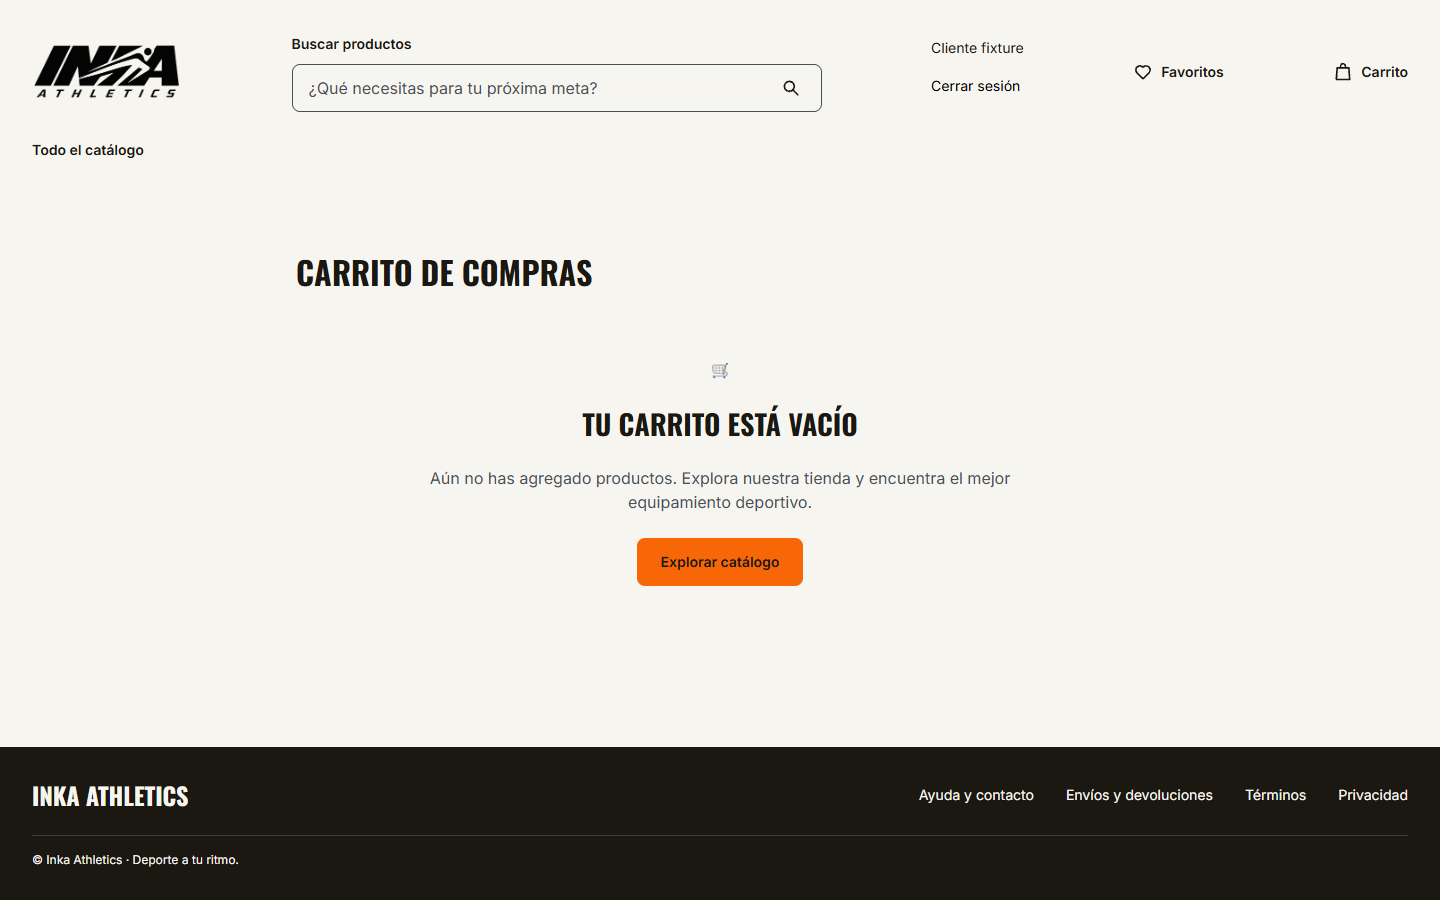 INKA
ATHLETICS
Buscar productos
¿Qué necesitas para tu próxima meta?
Cliente fixture
Cerrar sesión
Favoritos
Carrito
Todo el catálogo
CARRITO DE COMPRAS
TU CARRITO ESTÁ VACÍO
Aún no has agregado productos. Explora nuestra tienda y encuentra el mejor
equipamiento deportivo.
Explorar catálogo
INKA ATHLETICS
Ayuda y contacto
Envíos y devoluciones
Términos
Privacidad
© Inka Athletics · Deporte a tu ritmo.